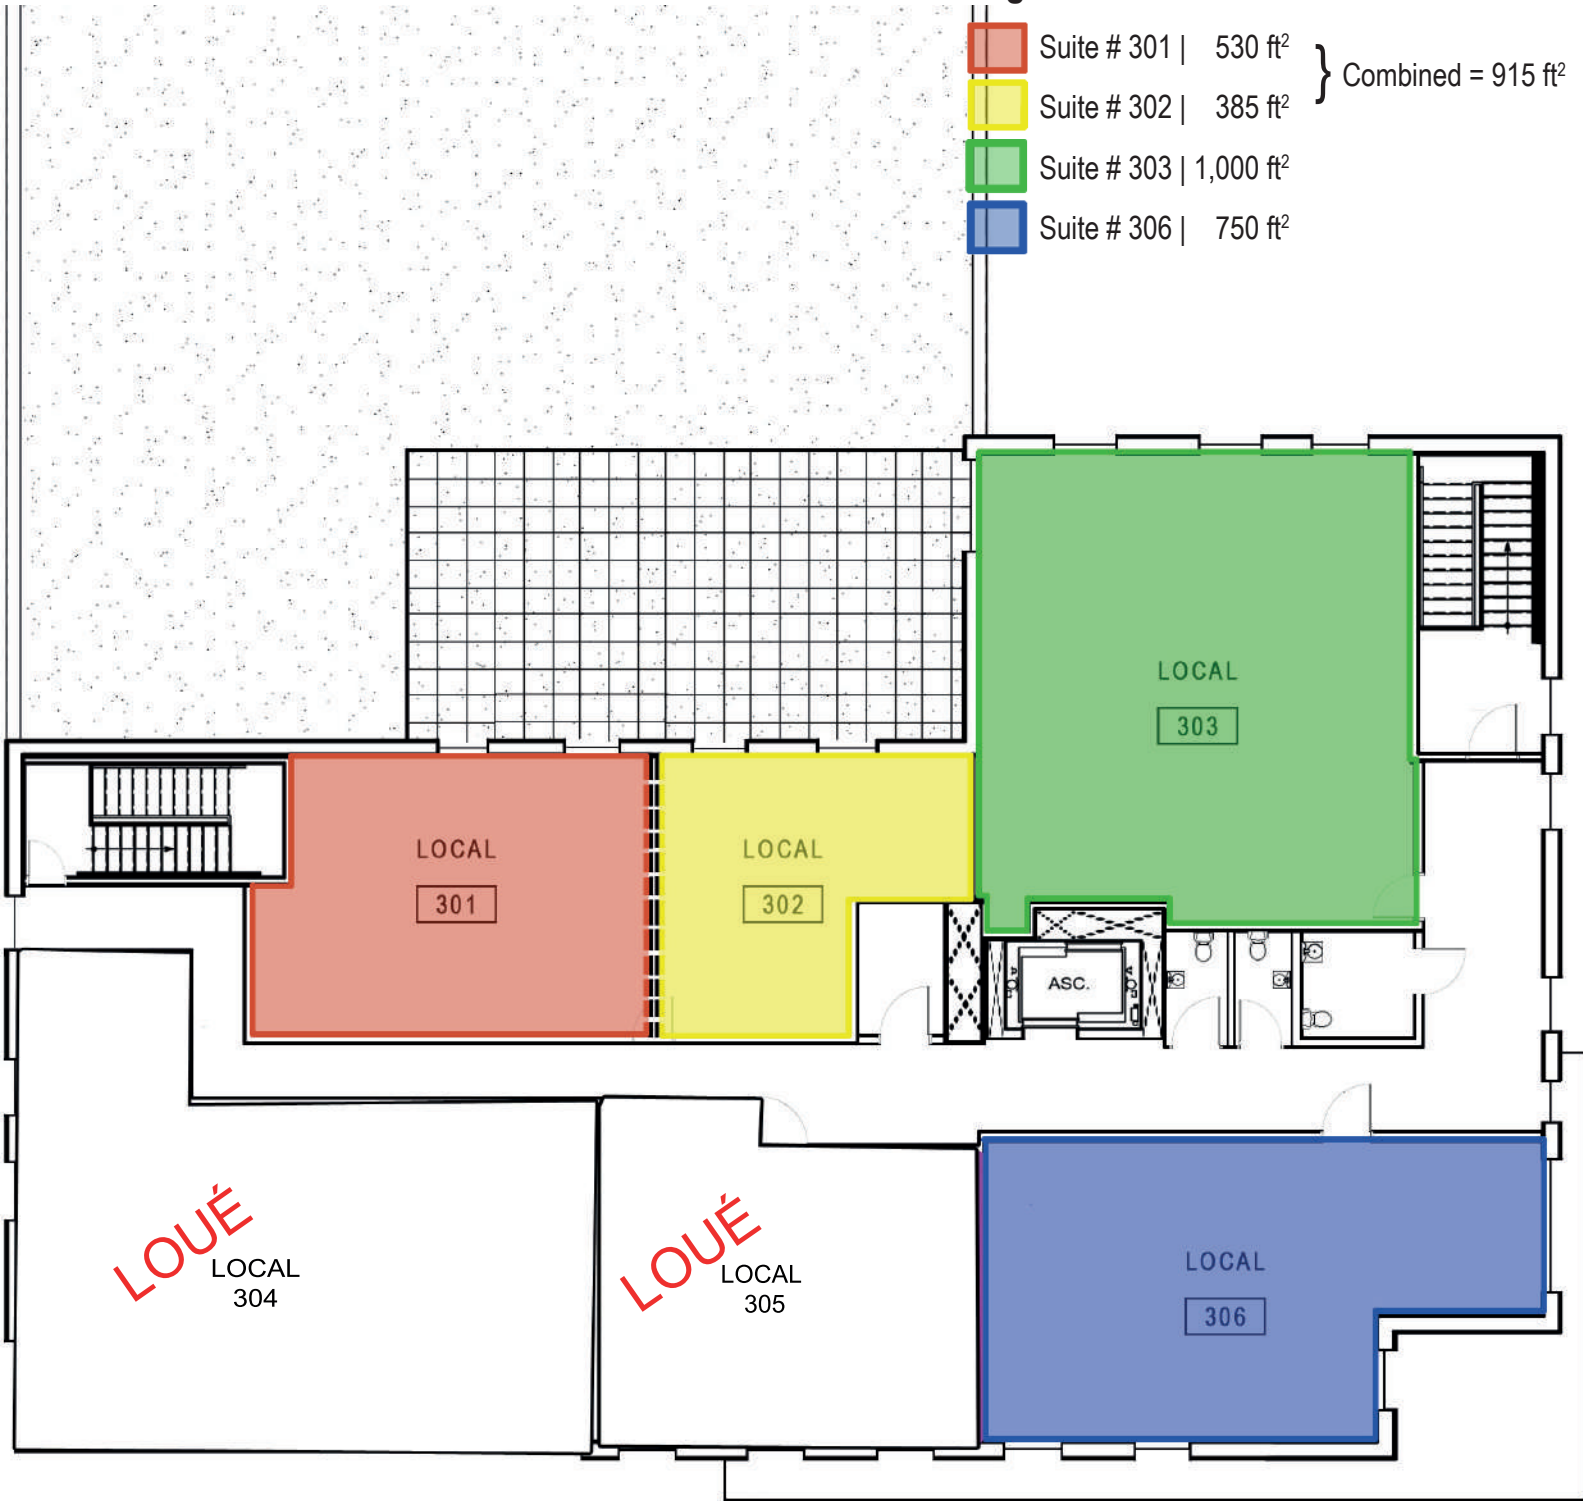 Suite # 301 | 530 ft²
Suite # 302 | 385 ft²
} Combined = 915 ft²
Suite # 303 | 1,000 ft²
Suite # 306 | 750 ft²
LOCAL
303
LOCAL
301
LOCAL
302
ASC.
LOUÉ
LOCAL
304
LOUÉ
LOCAL
305
LOCAL
306